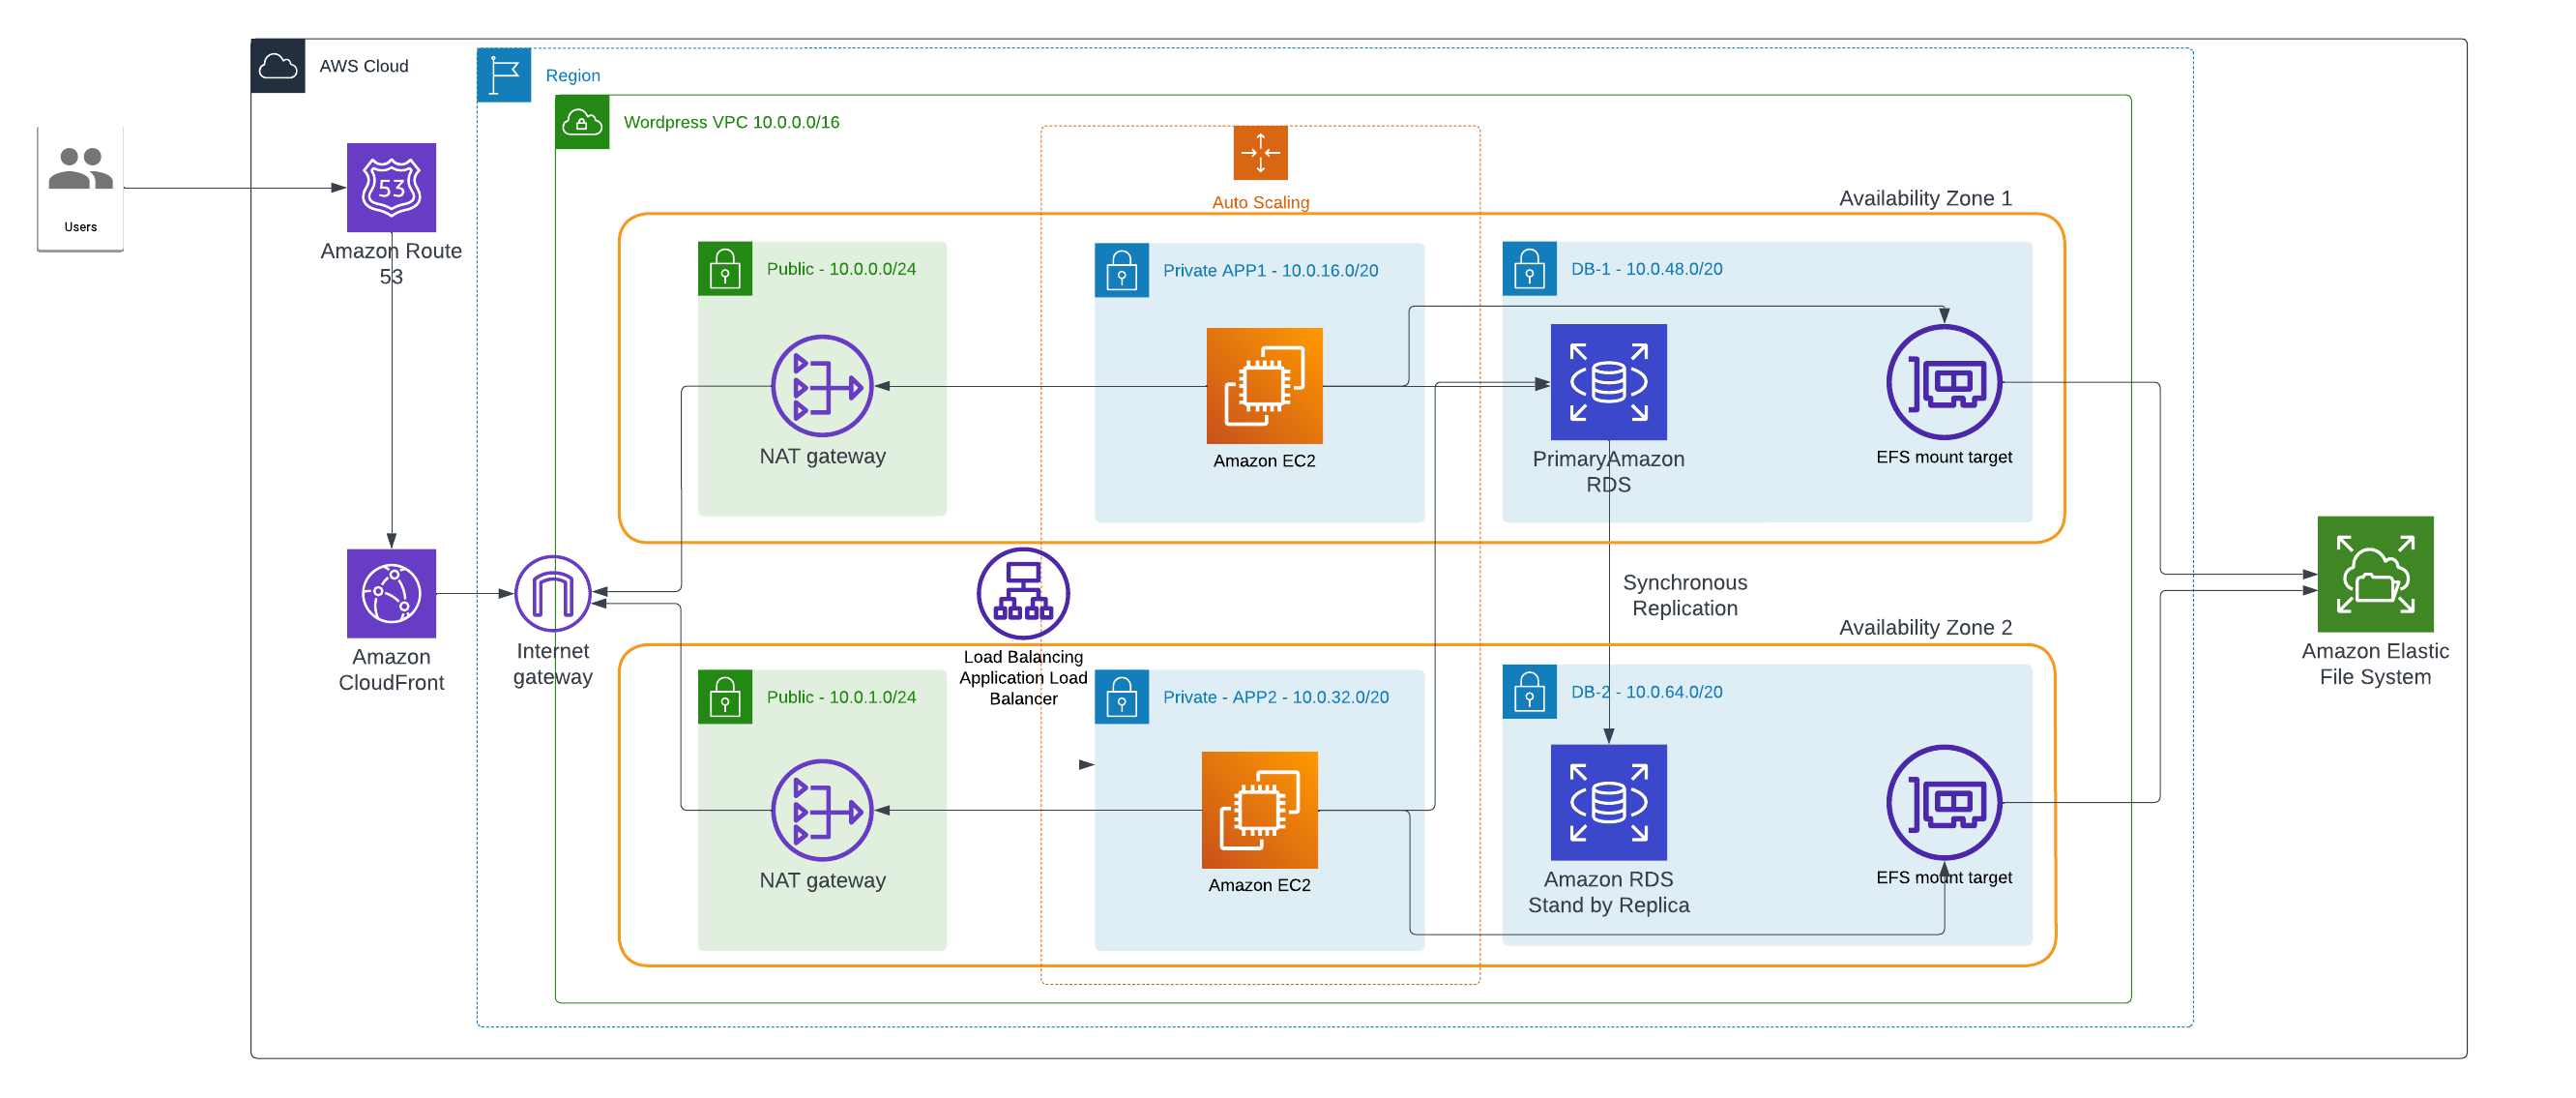 AWS Cloud
Region
Wordpress VPC 10.0.0.0/16
Users
53
Amazon Route
53
Auto Scaling
Availability Zone 1
Public - 10.0.0.0/24
Private APP1 - 10.0.16.0/20
DB-1 - 10.0.48.0/20
NAT gateway
Amazon EC2
PrimaryAmazon
RDS
EFS mount target
Synchronous
Replication
Availability Zone 2
Amazon
CloudFront
Internet
gateway
Load Balancing
Application Load
Balancer
Amazon Elastic
File System
Public - 10.0.1.0/24
Private - APP2 - 10.0.32.0/20
DB-2 - 10.0.64.0/20
NAT gateway
Amazon EC2
Amazon RDS
Stand by Replica
EFS mount target